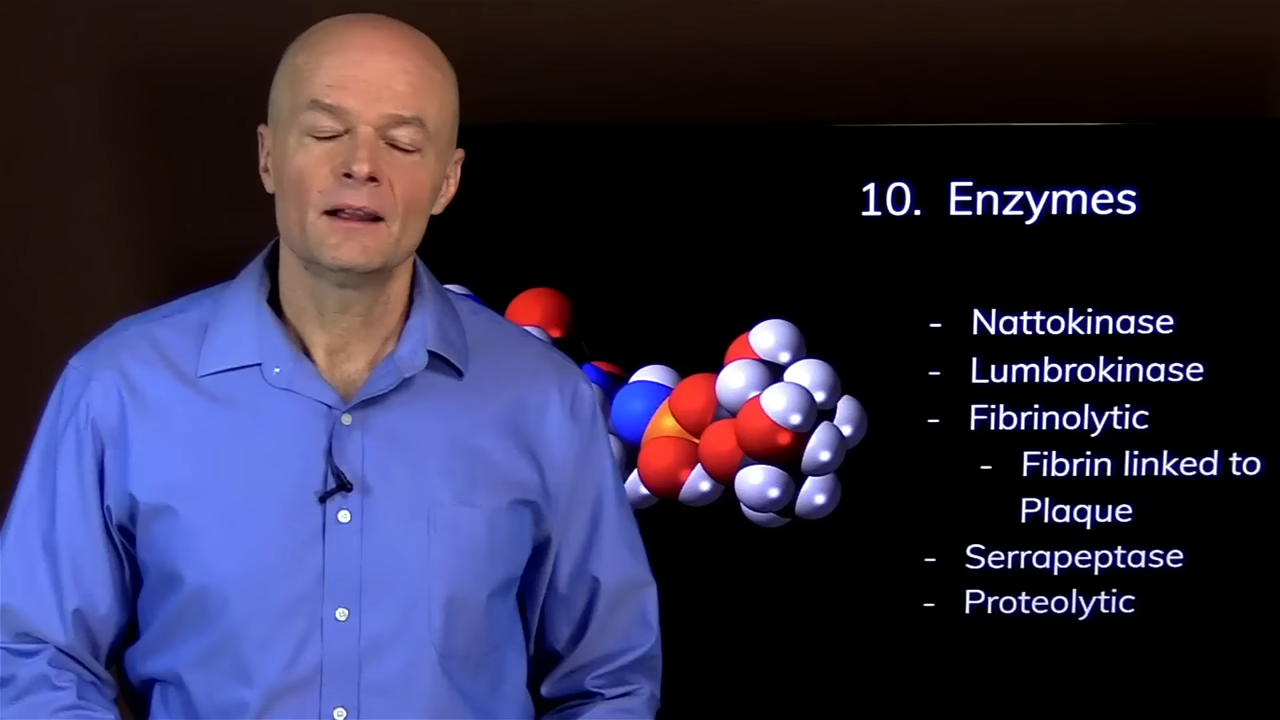 10. Enzymes
- Nattokinase
- Lumbrokinase
- Fibrinolytic
- Fibrin linked to
Plaque
- Serrapeptase
- Proteolytic